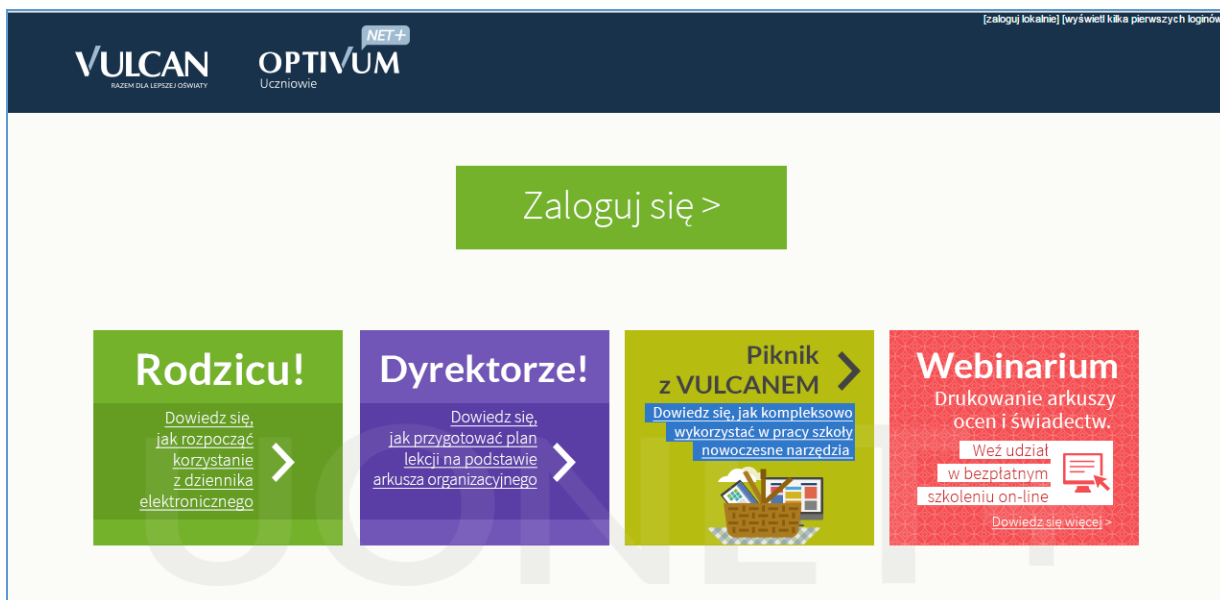 [zaloguj lokalnie] [wyświetl kilka pierwszych loginów
VULCAN
RAZEM DLA LEPSZEJ OŚWIATY
NET+
OPTIVUM
Uczniowie
Zaloguj się >
Rodzicu!
Dowiedz się,
jak rozpocząć
korzystanie
z dziennika
elektronicznego
Dyrektorze!
Dowiedz się,
jak przygotować plan
lekcji na podstawie
arkusza organizacyjnego
Piknik
z VULCANEM
Dowiedz się, jak kompleksowo
wykorzystać w pracy szkoły
nowoczesne narzędzia
Webinarium
Drukowanie arkuszy
ocen i świadectw.
Weź udział
w bezpłatnym
szkoleniu on-line
Dowiedz się więcej >
UONET+